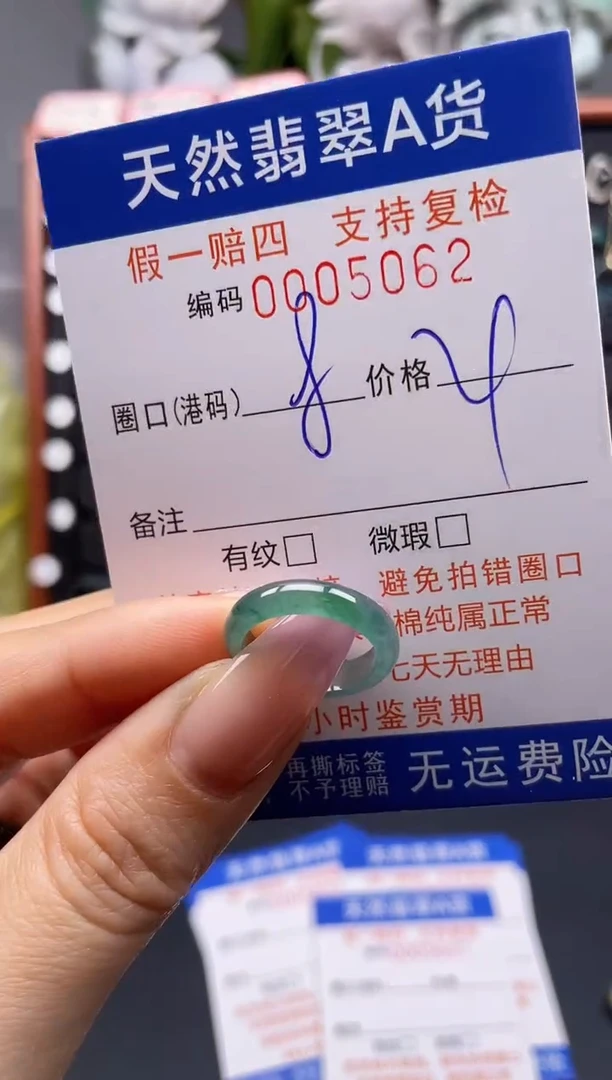 天然翡翠A货
假一赔四 支持复检
编码 0005062
圈口(港码) 8 价格 4
备注
有纹□ 微瑕□
避免拍错圈口
棉纯属正常
七天无理由
小时鉴赏期
再撕标签
不予理赔
无运费险